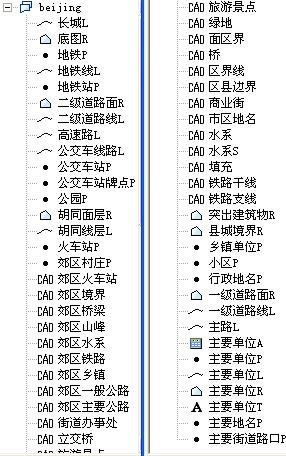 beijing
长城L
底图R
地铁P
地铁线L
地铁站P
二级道路面R
二级道路线L
高速路L
公交车线路L
公交车站P
公交车站牌点P
公园P
胡同面层R
胡同线层L
火车站P
郊区村庄P
CAD 郊区火车站
CAD 郊区境界
CAD 郊区桥梁
CAD 郊区山峰
CAD 郊区水系
CAD 郊区铁路
CAD 郊区乡镇
CAD 郊区一般公路
CAD 郊区主要公路
CAD 街道办事处
CAD 立交桥
CAD 旅游景点
CAD 绿地
CAD 面区界
CAD 桥
CAD 区界线
CAD 区县边界
CAD 商业街
CAD 市区地名
CAD 水系
CAD 水系S
CAD 填充
CAD 铁路干线
CAD 铁路支线
突出建筑物R
县城境界R
乡镇单位P
小区P
行政地名P
一级道路面R
一级道路线L
主路L
主要单位A
主要单位P
主要单位L
主要单位R
A 主要单位T
主要地名P
主要街道路口P